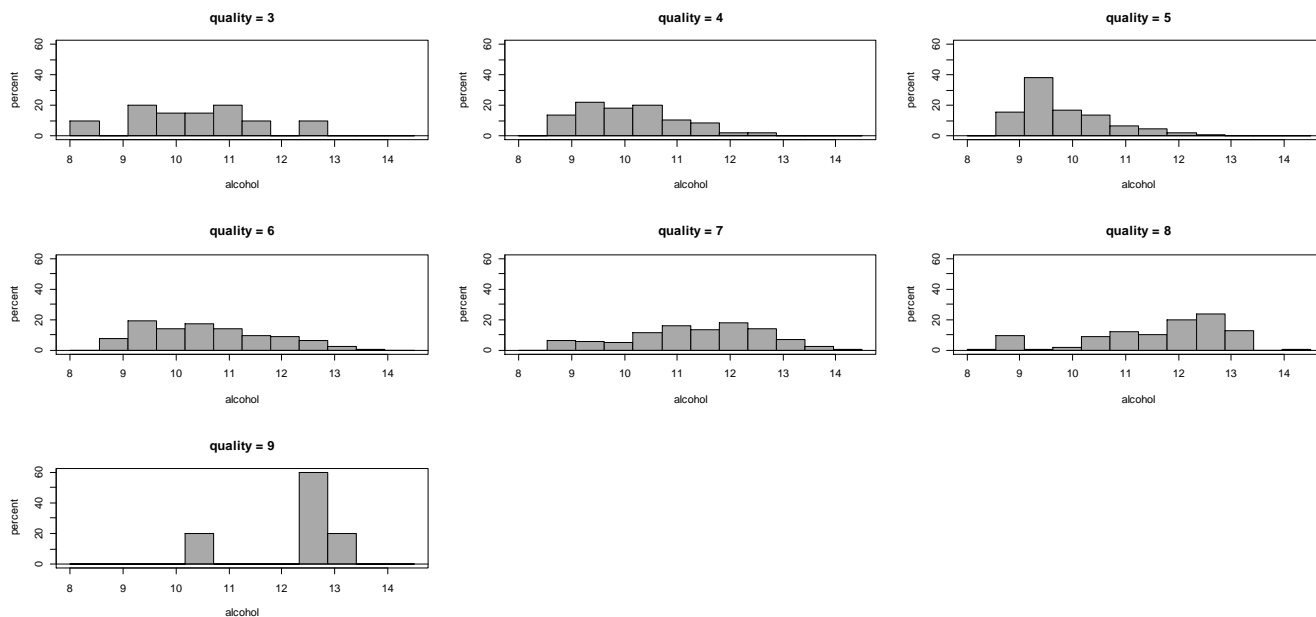 quality = 3
percent
0 20 40 60
8 9 10 11 12 13 14
alcohol
quality = 4
percent
0 20 40 60
8 9 10 11 12 13 14
alcohol
quality = 5
percent
0 20 40 60
8 9 10 11 12 13 14
alcohol
quality = 6
percent
0 20 40 60
8 9 10 11 12 13 14
alcohol
quality = 7
percent
0 20 40 60
8 9 10 11 12 13 14
alcohol
quality = 8
percent
0 20 40 60
8 9 10 11 12 13 14
alcohol
quality = 9
percent
0 20 40 60
8 9 10 11 12 13 14
alcohol